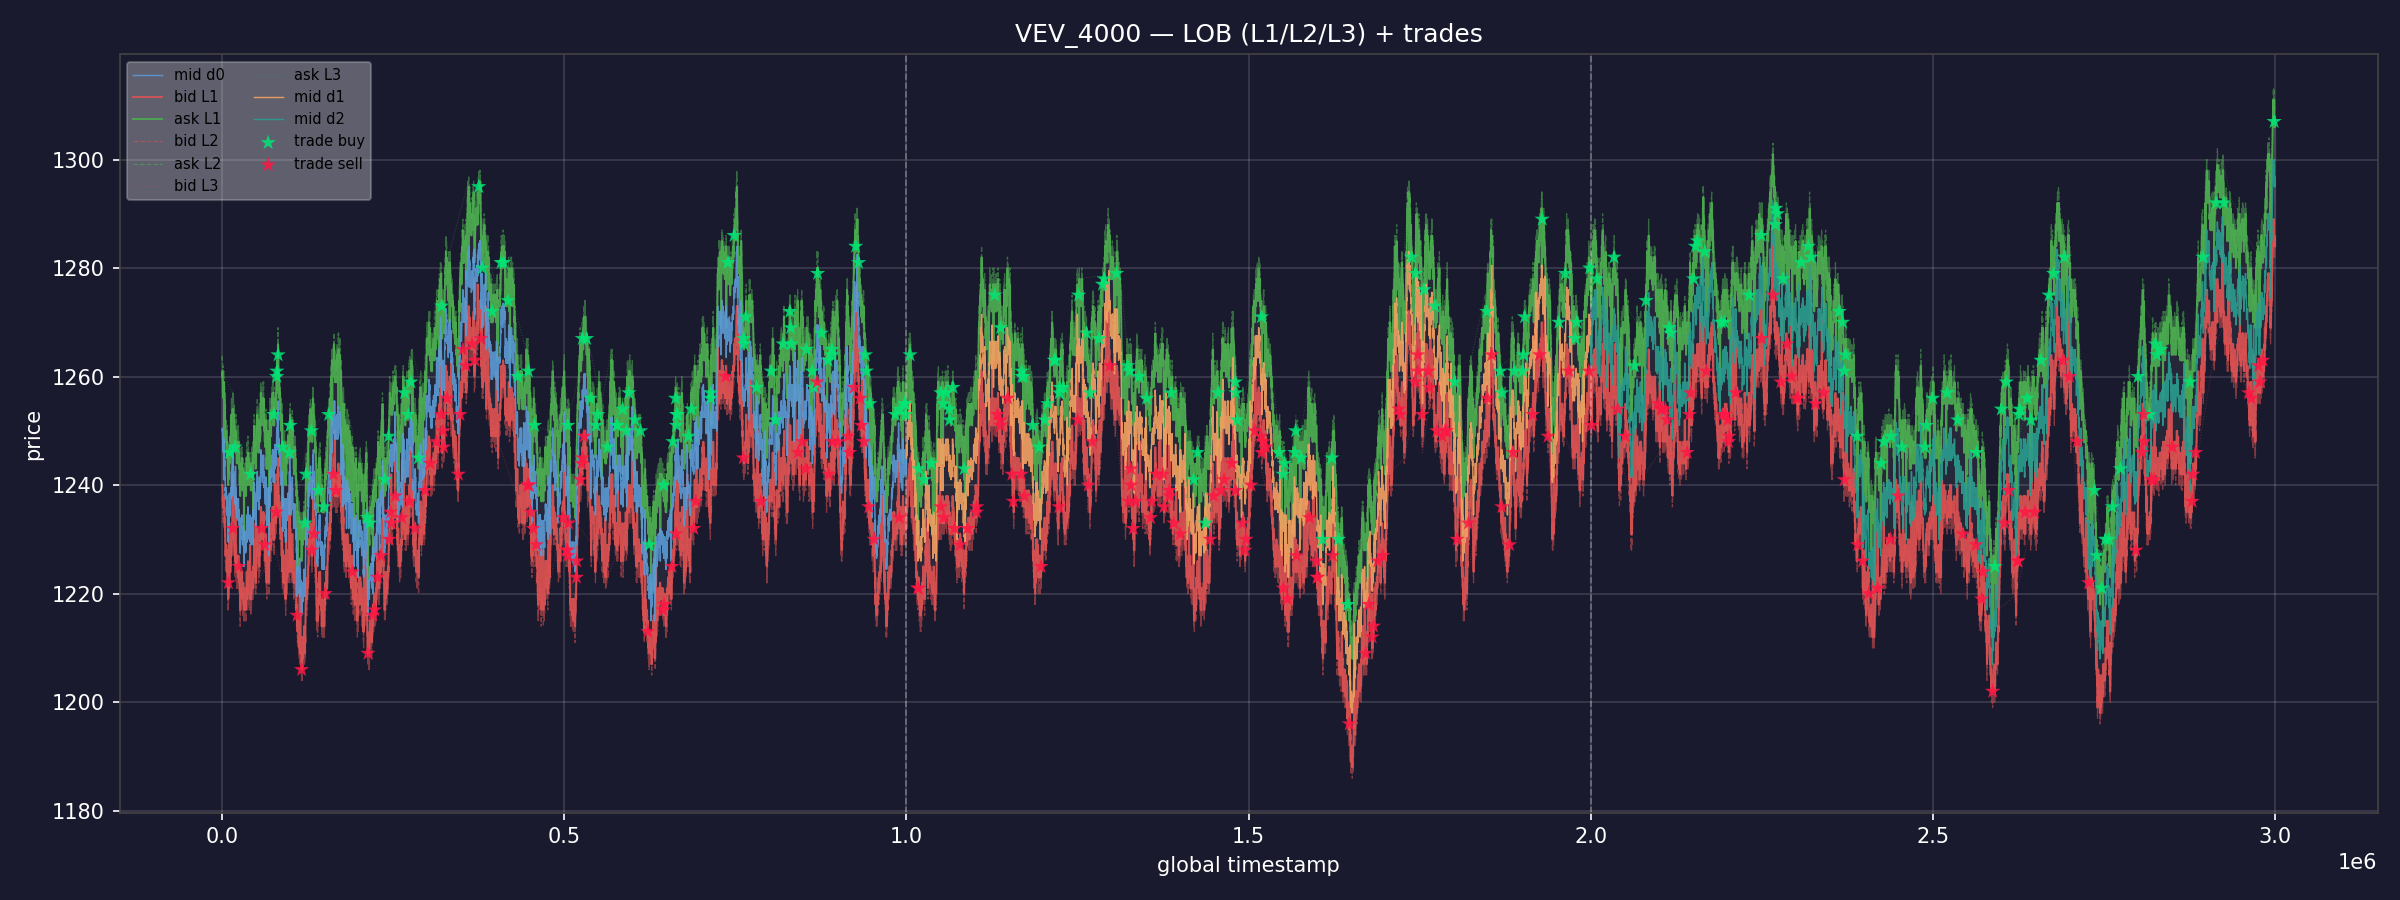 VEV_4000 — LOB (L1/L2/L3) + trades
mid d0
bid L1
ask L1
bid L2
ask L2
bid L3
ask L3
mid d1
mid d2
trade buy
trade sell
price
1300
1280
1260
1240
1220
1200
1180
0.0 0.5 1.0 1.5 2.0 2.5 3.0
1e6
global timestamp